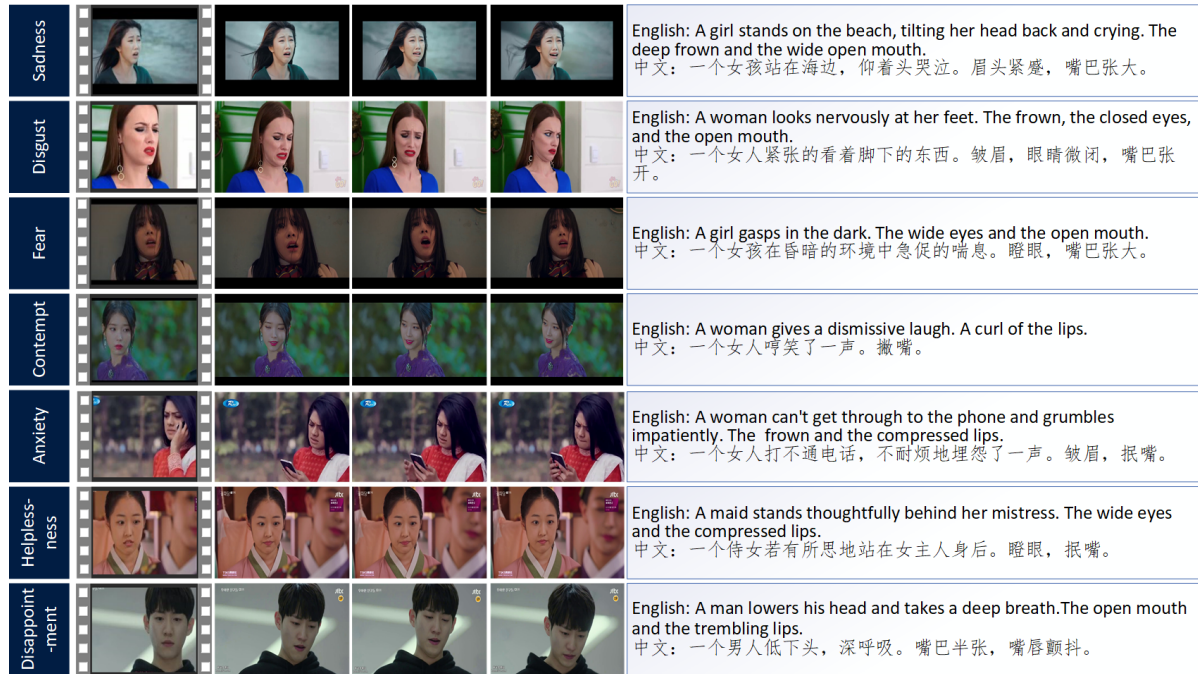 Sadness
English: A girl stands on the beach, tilting her head back and crying. The
deep frown and the wide open mouth.
中文：一个女孩站在海边，仰着头哭泣。眉头紧蹙，嘴巴张大。
Disgust
English: A woman looks nervously at her feet. The frown, the closed eyes,
and the open mouth.
中文：一个女人紧张的看着脚下的东西。皱眉，眼睛微闭，嘴巴张
开。
Fear
English: A girl gasps in the dark. The wide eyes and the open mouth.
中文：一个女孩在昏暗的环境中急促的喘息。瞪眼，嘴巴张大。
Contempt
English: A woman gives a dismissive laugh. A curl of the lips.
中文：一个女人哼笑了一声。撇嘴。
Anxiety
English: A woman can't get through to the phone and grumbles
impatiently. The  frown and the compressed lips.
中文：一个女人打不通电话，不耐烦地埋怨了一声。皱眉，抿嘴。
Helpless-
ness
jtbc
jtbc
jtbc
English: A maid stands thoughtfully behind her mistress. The wide eyes
and the compressed lips.
中文：一个侍女若有所思地站在女主人身后。瞪眼，抿嘴。
Disappoint
-ment
jtbc
jtbc
jtbc
English: A man lowers his head and takes a deep breath.The open mouth
and the trembling lips.
中文：一个男人低下头，深呼吸。嘴巴半张，嘴唇颤抖。